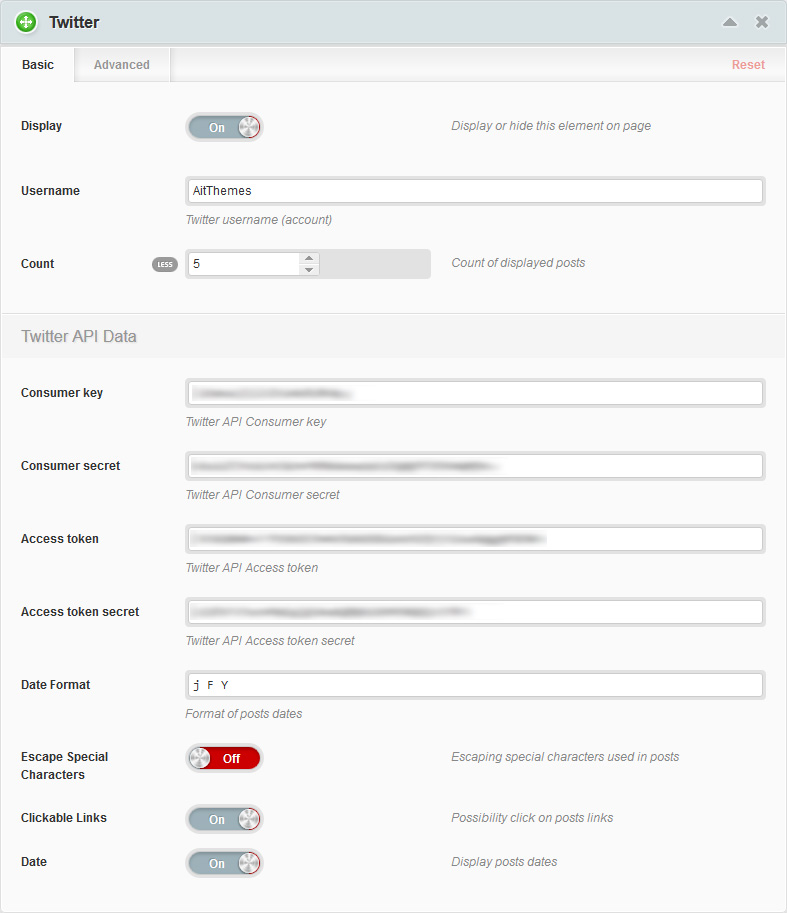 Twitter
Basic Advanced Reset
Display On Display or hide this element on page
Username AitThemes
Twitter username (account)
Count LESS 5 Count of displayed posts
Twitter API Data
Consumer key
Twitter API Consumer key
Consumer secret
Twitter API Consumer secret
Access token
Twitter API Access token
Access token secret
Twitter API Access token secret
Date Format j F Y
Format of posts dates
Escape Special Off Escaping special characters used in posts
Characters
Clickable Links On Possibility click on posts links
Date On Display posts dates